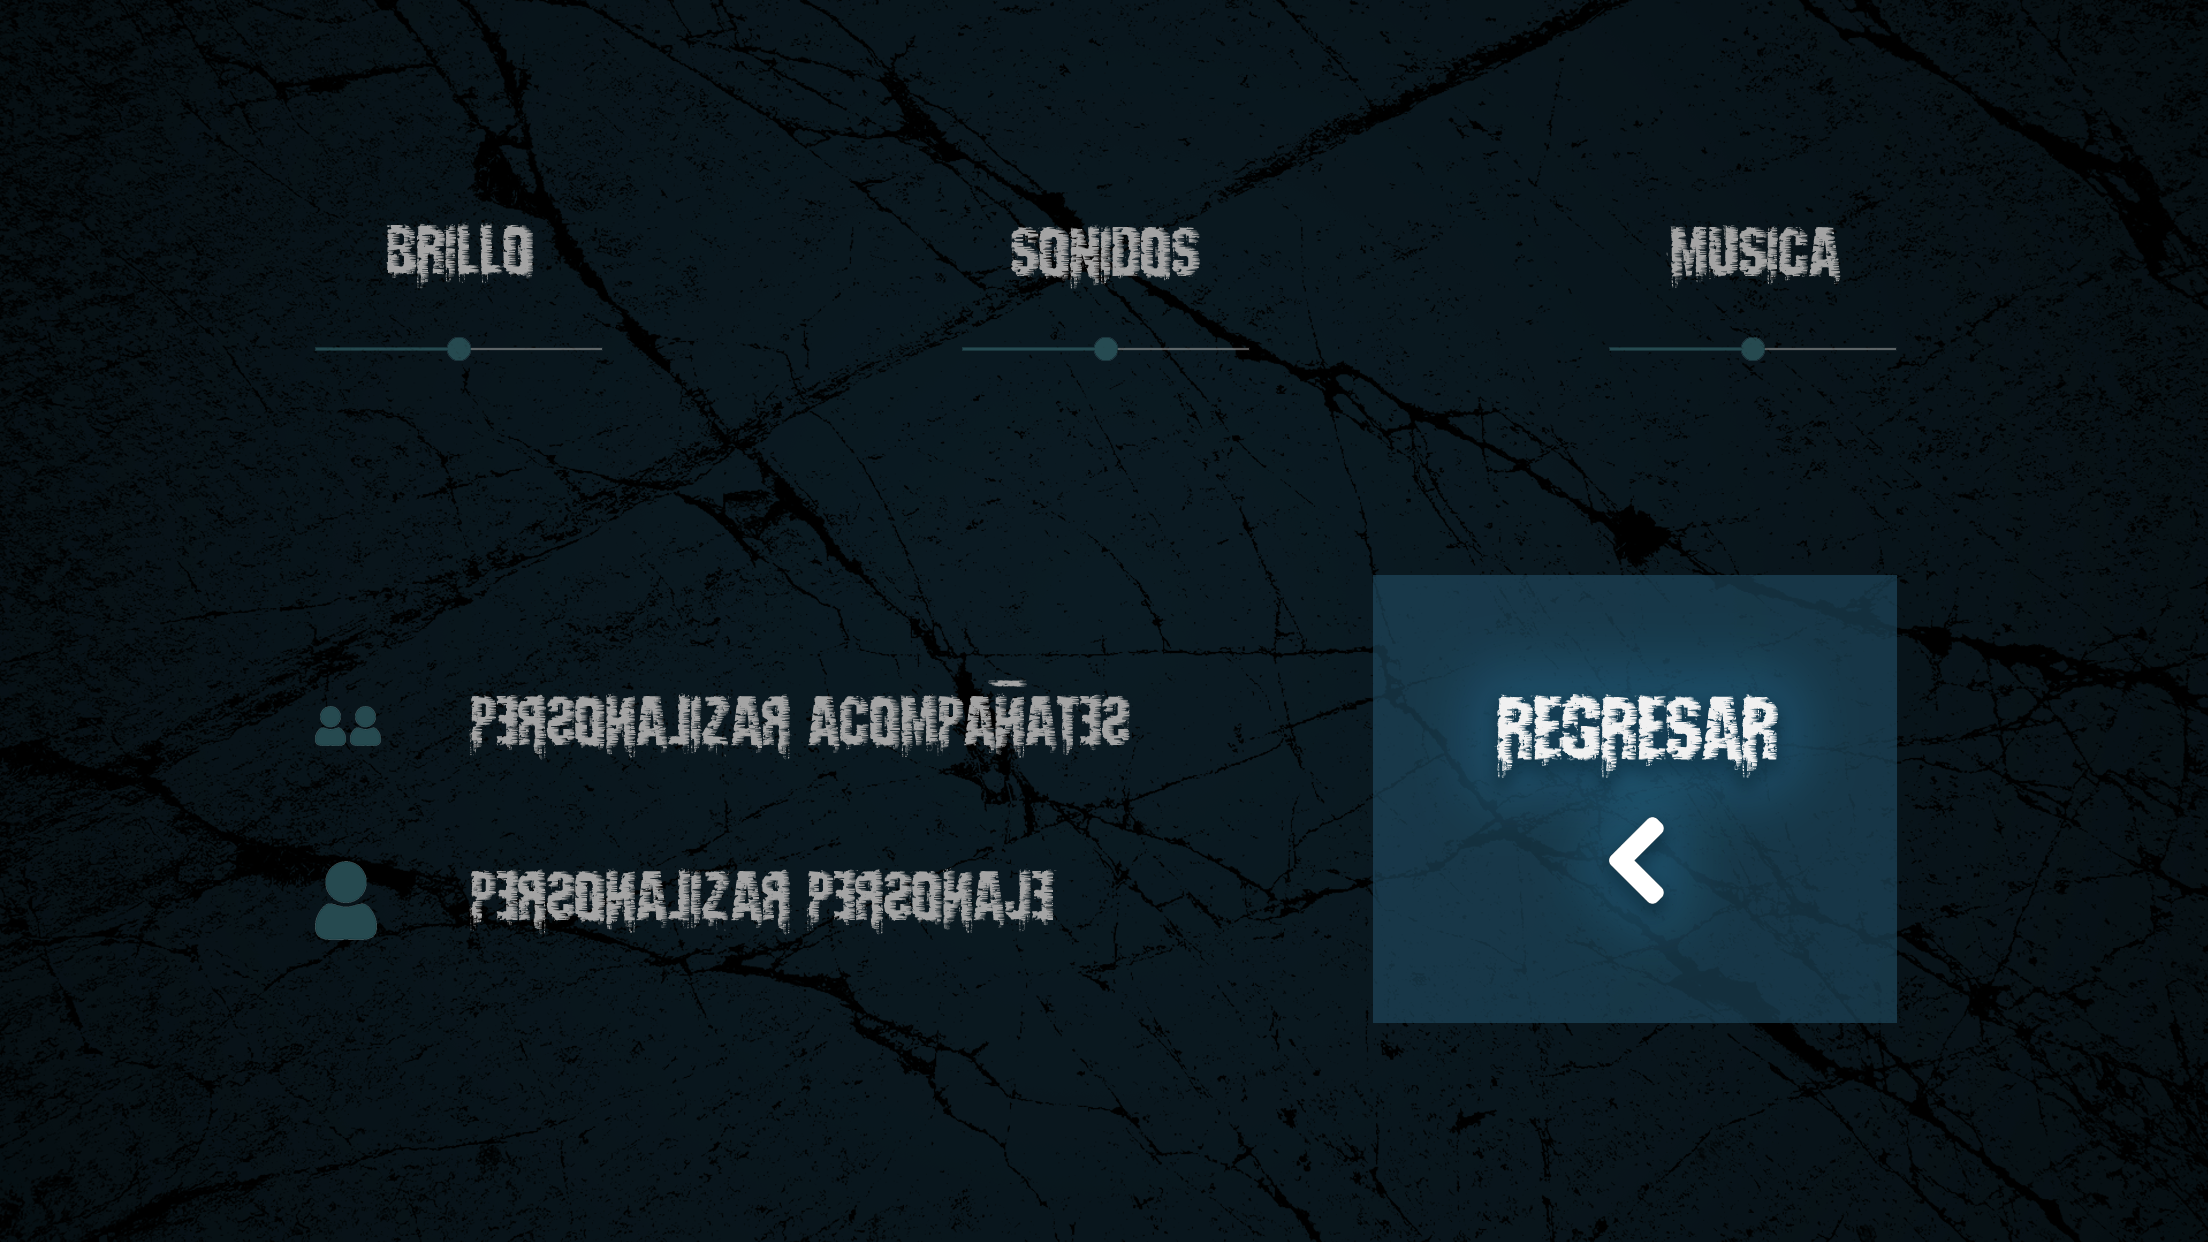 BRILLO
SONIDOS
MUSICA
PERSONALIZAR ACOMPAÑATES
REGRESAR
PERSONALIZAR PERSONAJE